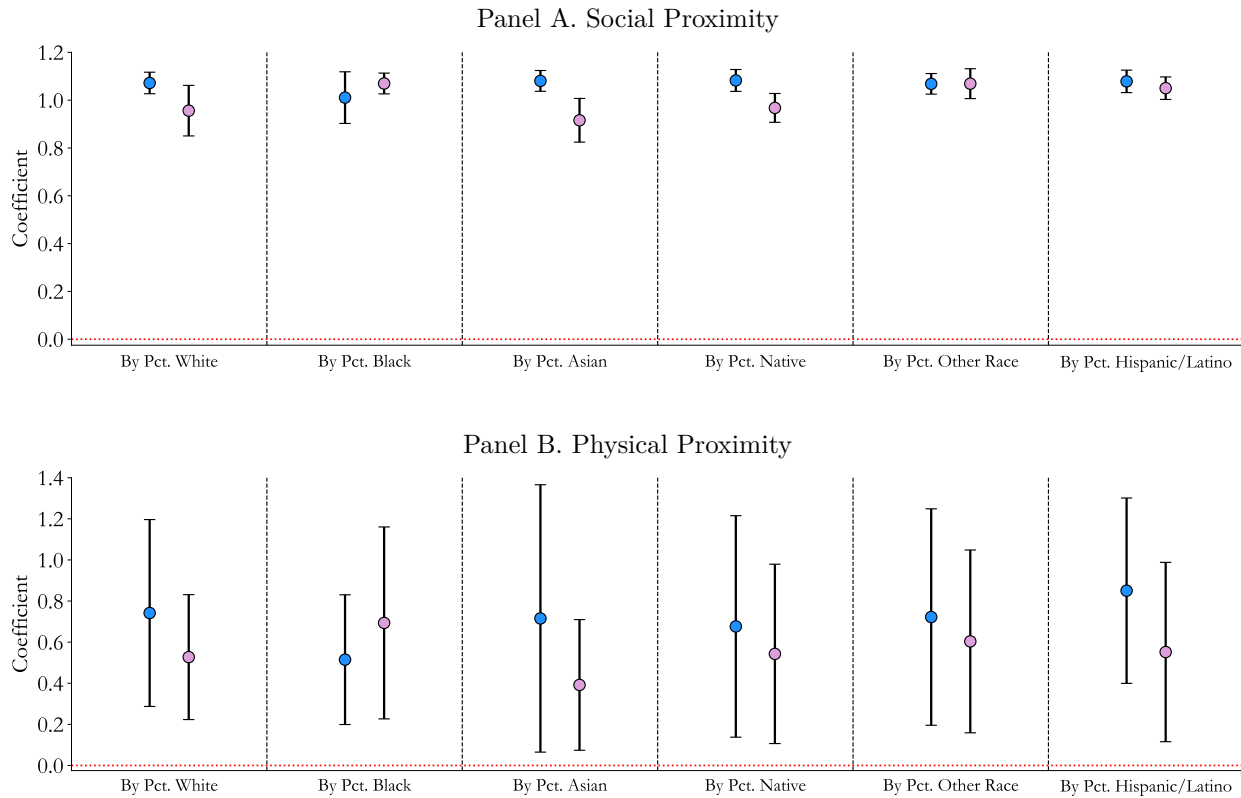 Panel A. Social Proximity
1.2
1.0
0.8
0.6
0.4
0.2
0.0
Coefficient
By Pct. White
By Pct. Black
By Pct. Asian
By Pct. Native
By Pct. Other Race
By Pct. Hispanic/Latino
Panel B. Physical Proximity
1.4
1.2
1.0
0.8
0.6
0.4
0.2
0.0
Coefficient
By Pct. White
By Pct. Black
By Pct. Asian
By Pct. Native
By Pct. Other Race
By Pct. Hispanic/Latino